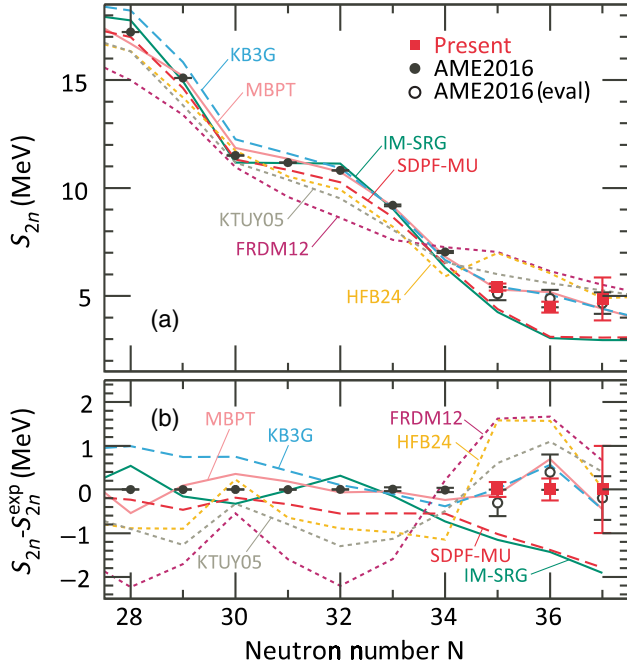 KB3G
MBPT
Present
AME2016
AME2016(eval)
IM-SRG
SDPF-MU
KTUY05
FRDM12
HFB24
(a)
15
10
5
S2n (MeV)
(b)
MBPT
KB3G
FRDM12
HFB24
KTUY05
SDPF-MU
IM-SRG
2
1
0
−1
−2
S2n-S2n^exp (MeV)
28 30 32 34 36
Neutron number N